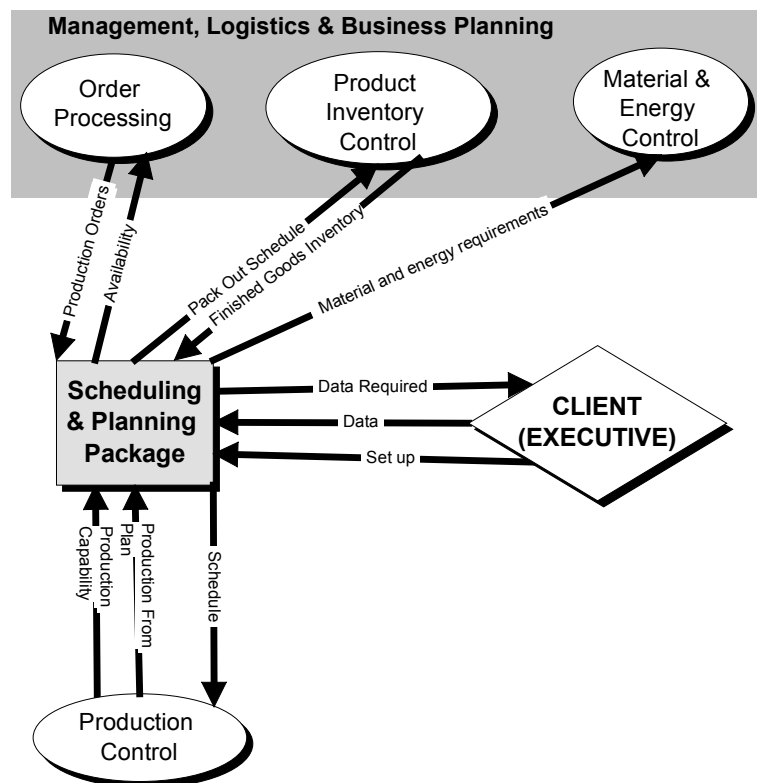 Management, Logistics & Business Planning
Order
Processing
Product
Inventory
Control
Material &
Energy
Control
Production Orders
Availability
Pack Out Schedule
Finished Goods Inventory
Material and energy requirements
Scheduling
& Planning
Package
Data Required
Data
Set up
CLIENT
(EXECUTIVE)
Production
Capability
Production From
Plan
Schedule
Production
Control